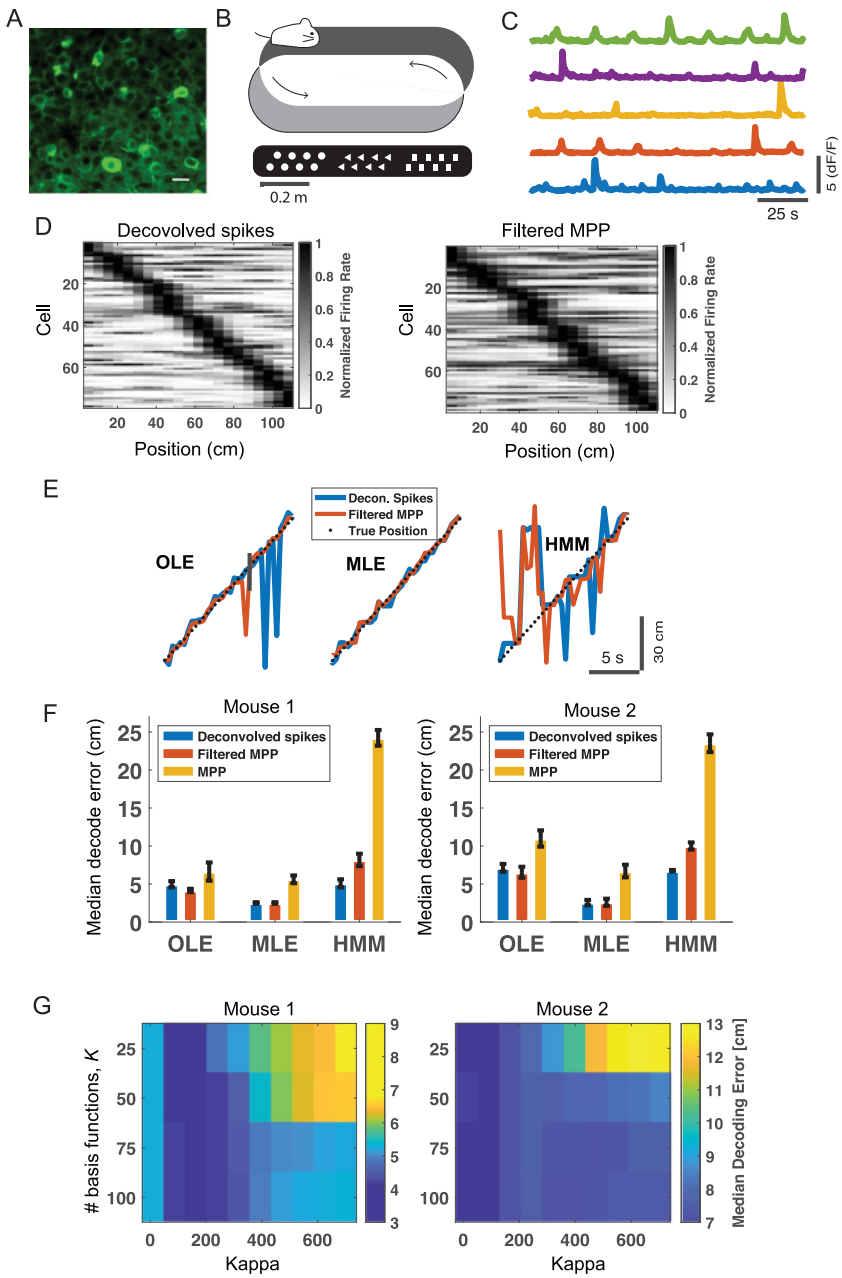 A
B
C
0.2 m
5 (dF/F)
25 s
D
Decovolved spikes
Filtered MPP
Cell
20
40
60
20 40 60 80 100
Position (cm)
1
0.8
0.6
0.4
0.2
0
Normalized Firing Rate
Cell
20
40
60
20 40 60 80 100
Position (cm)
1
0.8
0.6
0.4
0.2
0
Normalized Firing Rate
E
Decon. Spikes
Filtered MPP
True Position
OLE
MLE
HMM
5 s
30 cm
F
Mouse 1
Median decode error (cm)
25
20
15
10
5
0
Deconvolved spikes
Filtered MPP
MPP
OLE MLE HMM
Mouse 2
Median decode error (cm)
25
20
15
10
5
0
Deconvolved spikes
Filtered MPP
MPP
OLE MLE HMM
G
Mouse 1
# basis functions, K
25
50
75
100
0 200 400 600
Kappa
9
8
7
6
5
4
3
Mouse 2
25
50
75
100
0 200 400 600
Kappa
13
12
11
10
9
8
7
Median Decoding Error [cm]